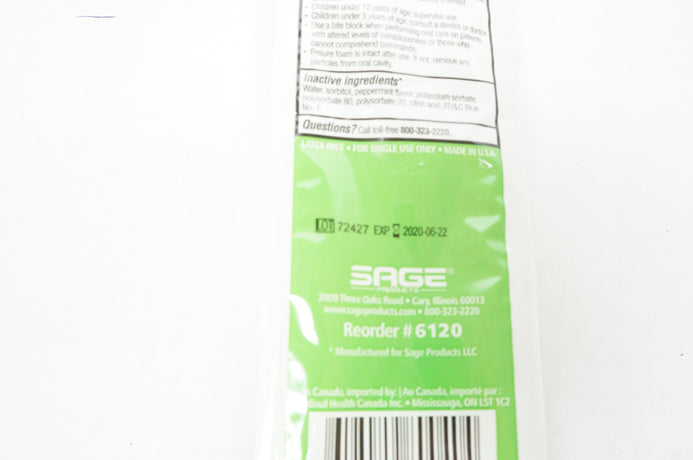 • Children under 12 years of age: supervise use.
• Children under 3 years of age: consult a dentist or doctor.
• Use a bite block when performing oral care on patients
with altered levels of consciousness or those who
cannot comprehend commands.
• Ensure foam is intact after use. If not, remove any
particles from oral cavity.
Inactive ingredients*
Water, sorbitol, peppermint flavor, potassium sorbate,
polysorbate 80, polysorbate 20, citric acid, FD&C Blue
No. 1
Questions? Call toll-free 800-323-2220.
LATEX FREE • FOR SINGLE USE ONLY • MADE IN U.S.A.
LOT 72427 EXP 2020-06-22
SAGE®
PRODUCTS
3909 Three Oaks Road • Cary, Illinois 60013
www.sageproducts.com • 800-323-2220
Reorder #6120
* Manufactured for Sage Products LLC
n Canada, imported by: | Au Canada, importé par :
dinal Health Canada Inc. • Mississauga, ON L5T 1C2